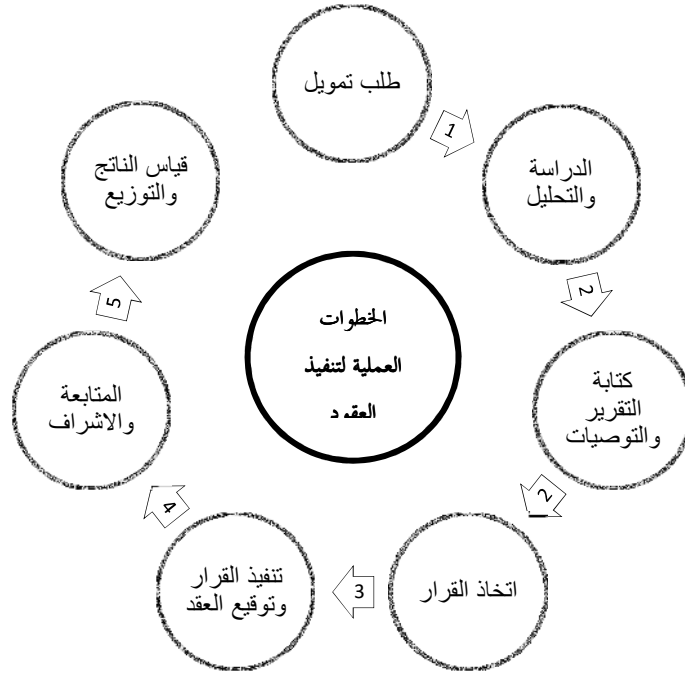 طلب تمويل
1
الدراسة
والتحليل
2
كتابة
التقرير
والتوصيات
2
اتخاذ القرار
3
تنفيذ القرار
وتوقيع العقد
4
المتابعة
والاشراف
5
قياس الناتج
والتوزيع
الخطوات
العملية لتنفيذ
العقود